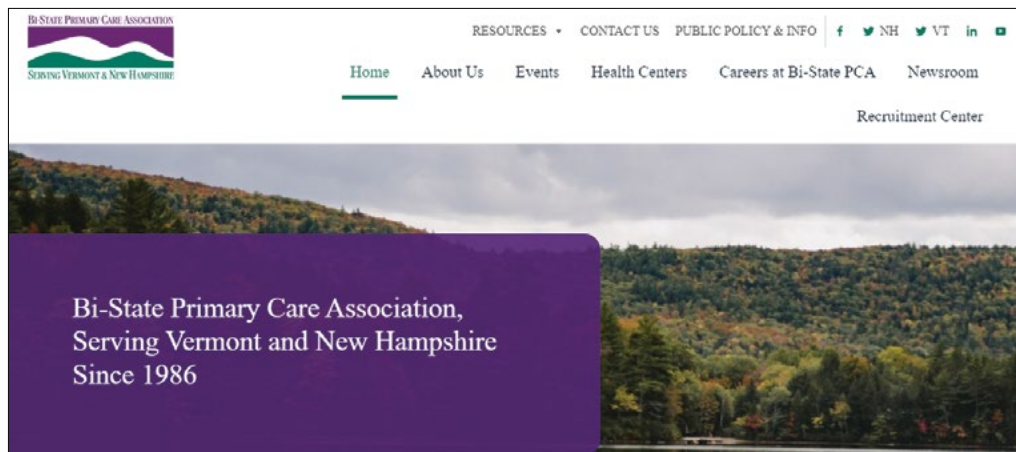 BI-STATE PRIMARY CARE ASSOCIATION
SERVING VERMONT & NEW HAMPSHIRE
RESOURCES CONTACT US PUBLIC POLICY & INFO f NH VT in
Home About Us Events Health Centers Careers at Bi-State PCA Newsroom
Recruitment Center
Bi-State Primary Care Association,
Serving Vermont and New Hampshire
Since 1986